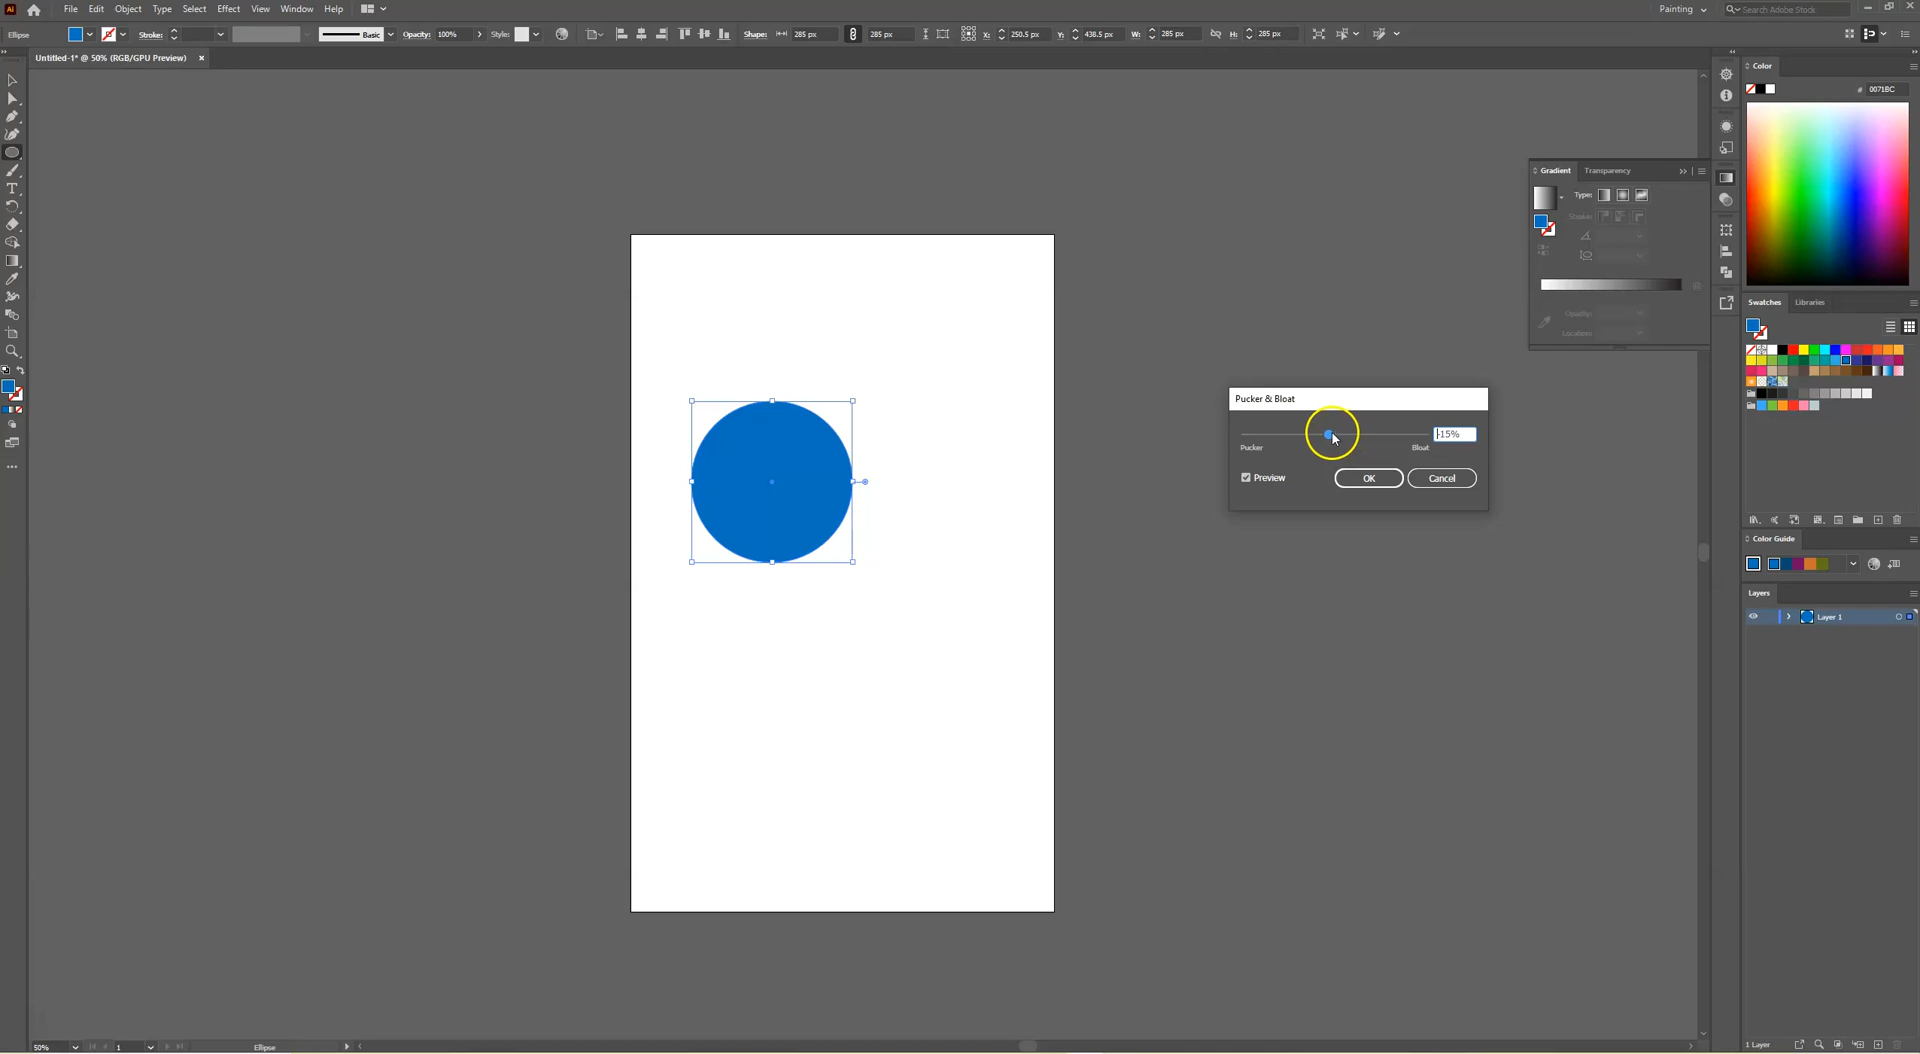 Ai File Edit Object Type Select Effect View Window Help Painting Search Adobe Stock
Ellipse Stroke: Basic Opacity: 100% Style: Shape: 285 px 285 px X: 250.5 px Y: 438.5 px W: 285 px H: 285 px
Untitled-1* @ 50% (RGB/GPU Preview) ×
Color
# 0071BC
Gradient Transparency
Type:
Stroke:
Opacity:
Location:
Swatches Libraries
Pucker & Bloat
-15%
Pucker Bloat
Preview OK Cancel
Color Guide
Layers
Layer 1
1 Layer
50% 1 Ellipse